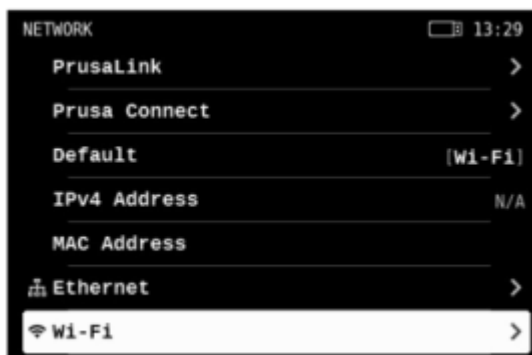 NETWORK 13:29
PrusaLink
Prusa Connect
Default [Wi-Fi]
IPv4 Address N/A
MAC Address
Ethernet
Wi-Fi